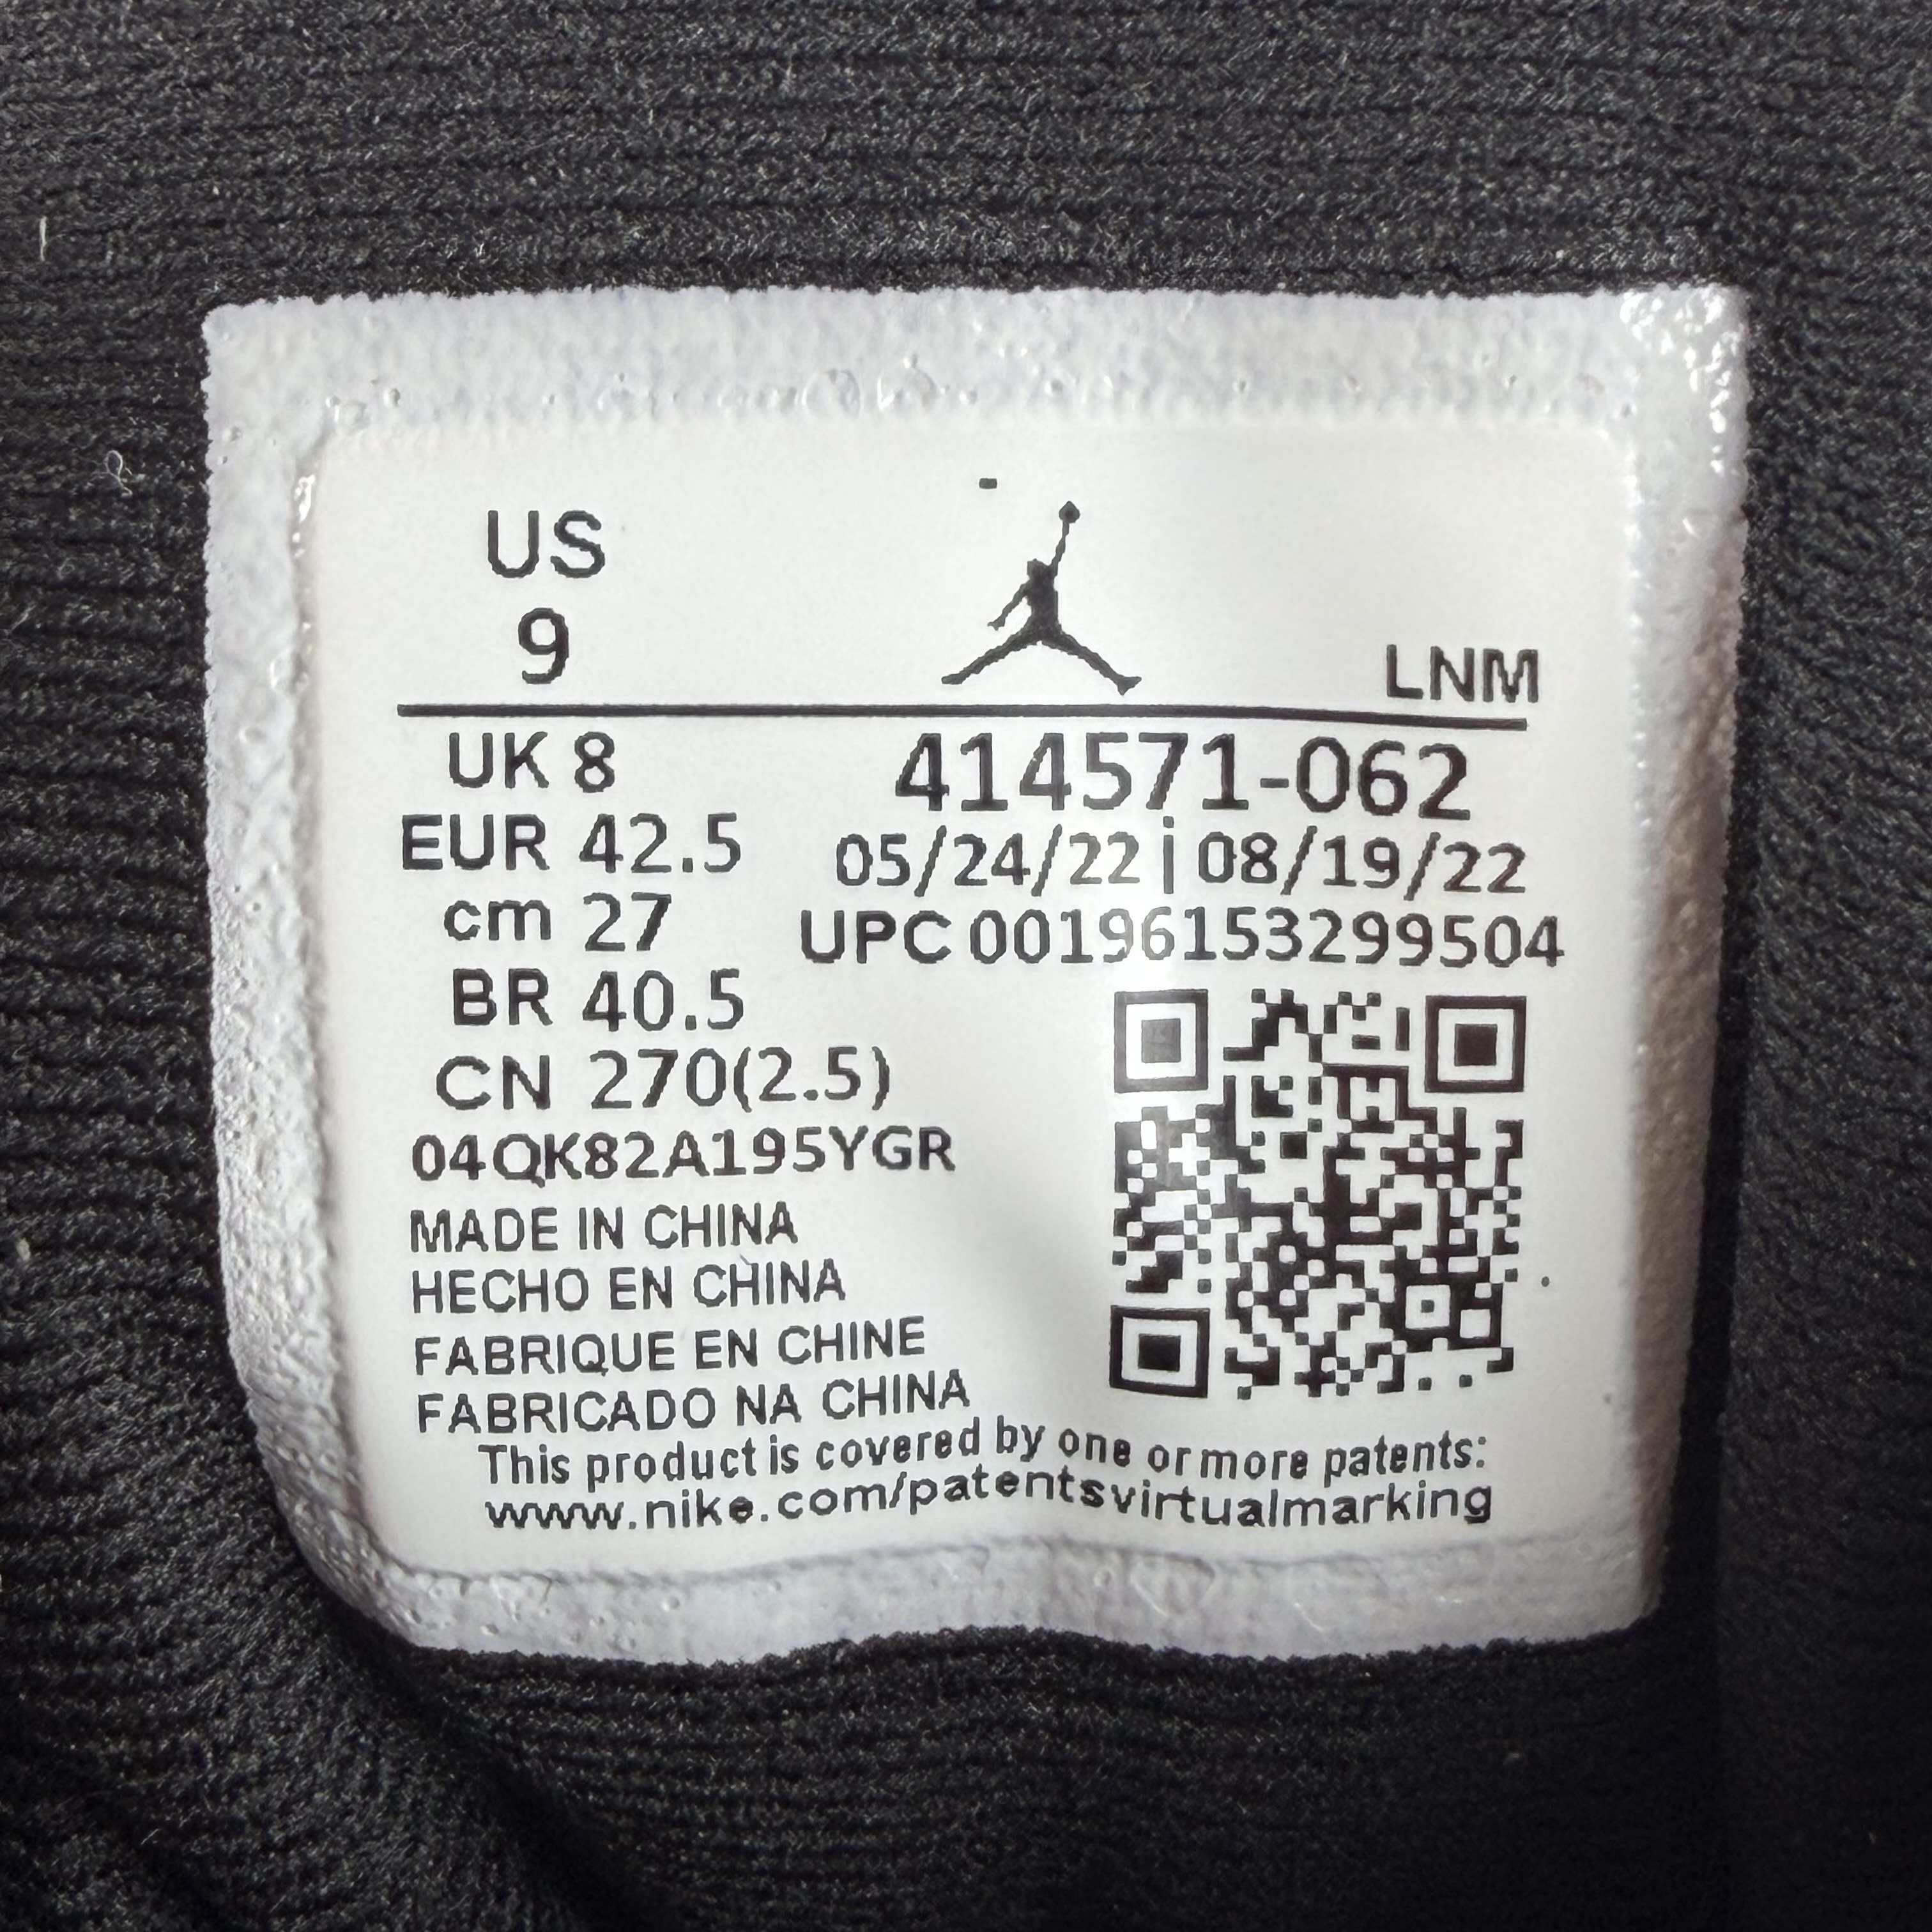 US
9
LNM
UK 8
EUR 42.5
cm 27
BR 40.5
CN 270(2.5)
414571-062
05/24/22 | 08/19/22
UPC 00196153299504
04QK82A195YGR
MADE IN CHINA
HECHO EN CHINA
FABRIQUE EN CHINE
FABRICADO NA CHINA
This product is covered by one or more patents:
www.nike.com/patentsvirtualmarking